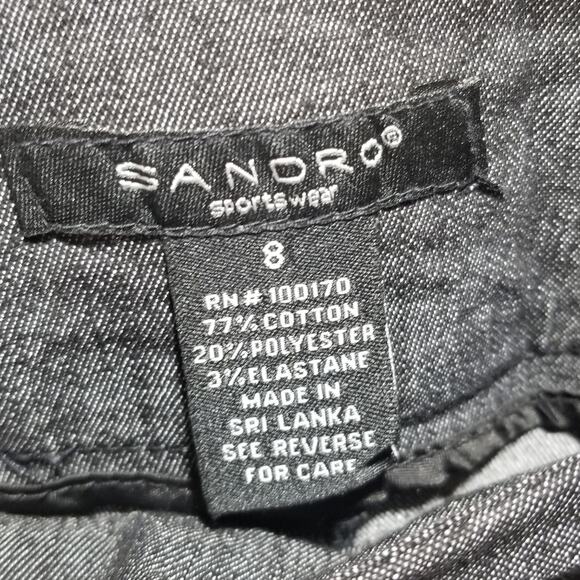 SANDRO®
sportswear
8
RN# 100170
77% COTTON
20% POLYESTER
3% ELASTANE
MADE IN
SRI LANKA
SEE REVERSE
FOR CARE